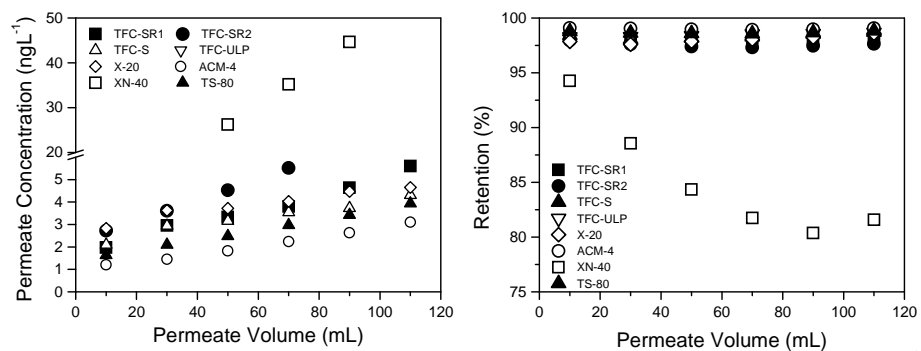 50
40
30
20
5
4
3
2
1
0
Permeate Concentration (ngL⁻¹)
TFC-SR1 TFC-SR2
TFC-S TFC-ULP
X-20 ACM-4
XN-40 TS-80
0 20 40 60 80 100 120
Permeate Volume (mL)
100
95
90
85
80
75
Retention (%)
TFC-SR1
TFC-SR2
TFC-S
TFC-ULP
X-20
ACM-4
XN-40
TS-80
0 20 40 60 80 100 120
Permeate Volume (mL)